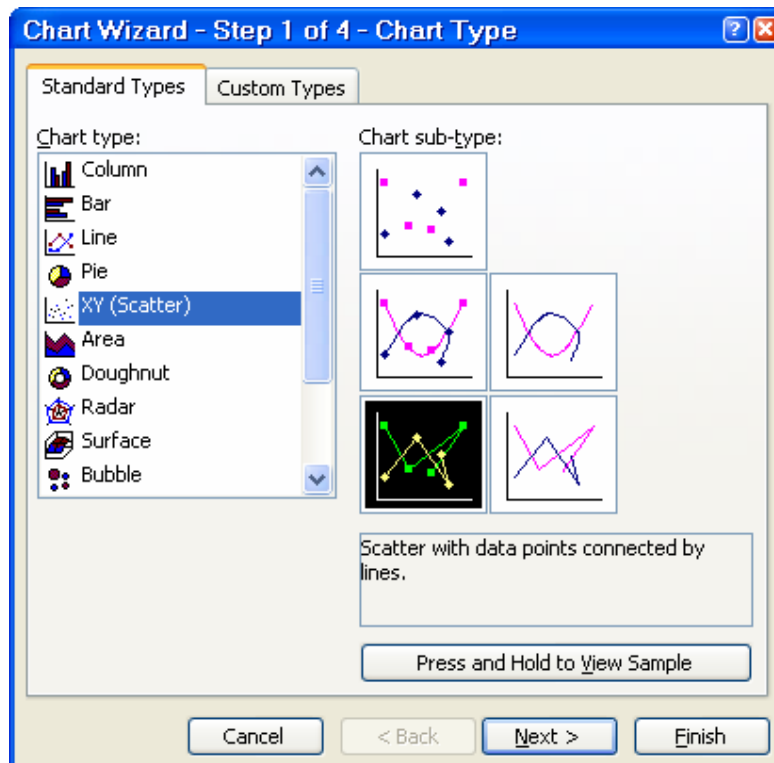 Chart Wizard - Step 1 of 4 - Chart Type
Standard Types
Custom Types
Chart type:
Column
Bar
Line
Pie
XY (Scatter)
Area
Doughnut
Radar
Surface
Bubble
Chart sub-type:
Scatter with data points connected by
lines.
Press and Hold to View Sample
Cancel
< Back
Next >
Finish